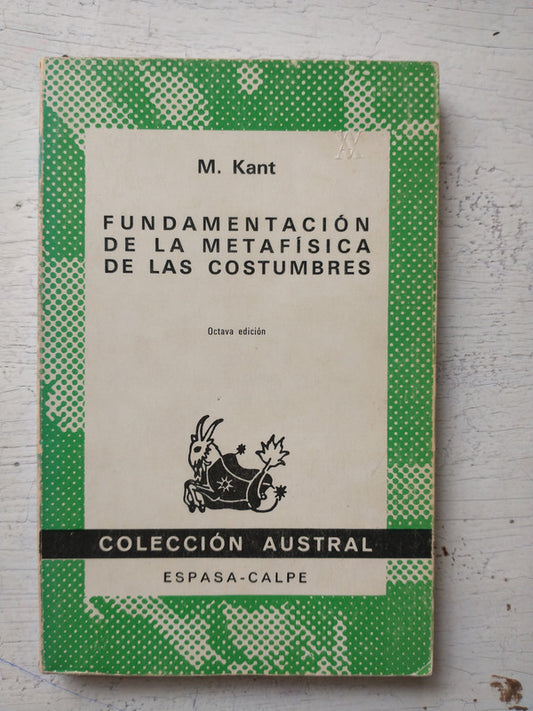 M. Kant
FUNDAMENTACIÓN
DE LA METAFÍSICA
DE LAS COSTUMBRES
Octava edición
COLECCIÓN AUSTRAL
ESPASA-CALPE